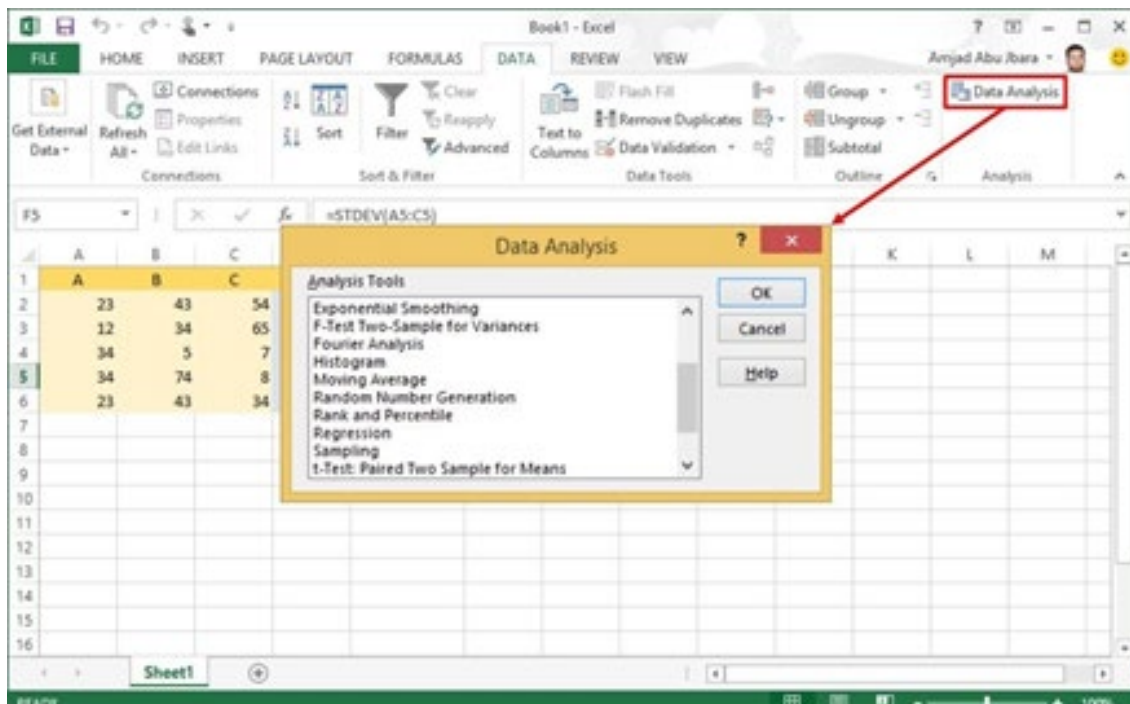 Book1 - Excel
FILE HOME INSERT PAGE LAYOUT FORMULAS DATA REVIEW VIEW Amjad Abu Jbara
Get External Data
Refresh All
Connections
Properties
Edit Links
Connections
Sort
Filter
Clear
Reapply
Advanced
Sort & Filter
Text to Columns
Flash Fill
Remove Duplicates
Data Validation
Data Tools
Group
Ungroup
Subtotal
Outline
Data Analysis
Analysis
F5 fx =STDEV(A5:C5)
A B C K L M
1 A B C
2 23 43 54
3 12 34 65
4 34 5 7
5 34 74 8
6 23 43 34
7
8
9
10
11
12
13
14
15
16
Data Analysis ?
Analysis Tools
Exponential Smoothing
F-Test Two-Sample for Variances
Fourier Analysis
Histogram
Moving Average
Random Number Generation
Rank and Percentile
Regression
Sampling
t-Test: Paired Two Sample for Means
OK
Cancel
Help
Sheet1
READY 100%